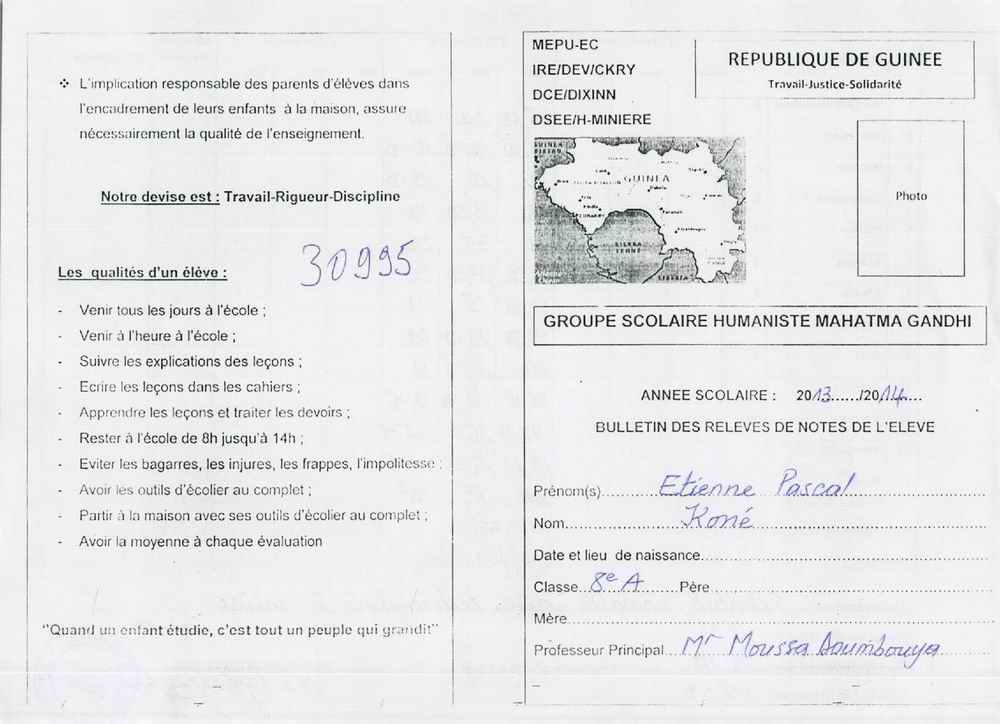 ❖ L'implication responsable des parents d'élèves dans
l'encadrement de leurs enfants à la maison, assure
nécessairement la qualité de l'enseignement.
Notre devise est : Travail-Rigueur-Discipline
30995
Les qualités d'un élève :
- Venir tous les jours à l'école ;
- Venir à l'heure à l'école ;
- Suivre les explications des leçons ;
- Ecrire les leçons dans les cahiers ;
- Apprendre les leçons et traiter les devoirs ;
- Rester à l'école de 8h jusqu'à 14h ;
- Eviter les bagarres, les injures, les frappes, l'impolitesse ;
- Avoir les outils d'écolier au complet ;
- Partir à la maison avec ses outils d'écolier au complet ;
- Avoir la moyenne à chaque évaluation
"Quand un enfant étudie, c'est tout un peuple qui grandit"
MEPU-EC
IRE/DEV/CKRY
DCE/DIXINN
DSEE/H-MINIERE
REPUBLIQUE DE GUINEE
Travail-Justice-Solidarité
GUINEA
SIERRA
LIBERIA
Photo
GROUPE SCOLAIRE HUMANISTE MAHATMA GANDHI
ANNEE SCOLAIRE : 2013....../2014....
BULLETIN DES RELEVES DE NOTES DE L'ELEVE
Prénom(s) Etienne Pascal
Nom Koné
Date et lieu de naissance
Classe 8e A Père
Mère
Professeur Principal Mr Moussa Doumbouya